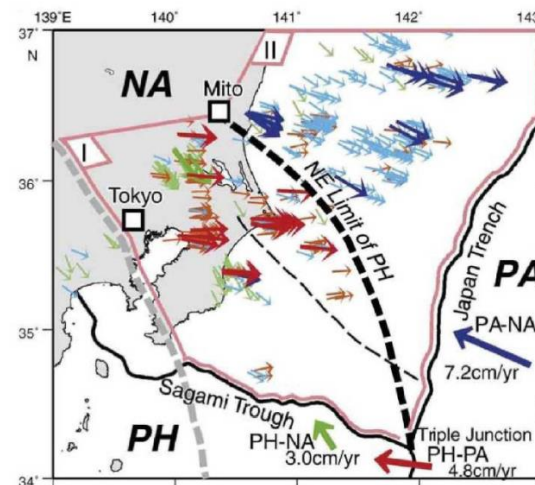 139˚E 140˚ 141˚ 142˚ 143
37˚
N
II
NA
Mito
I
36˚
Tokyo
NE Limit of PH
Japan Trench
PA
PA-NA
35˚
7.2cm/yr
Sagami Trough
PH
PH-NA
3.0cm/yr
Triple Junction
PH-PA
4.8cm/yr
34˚